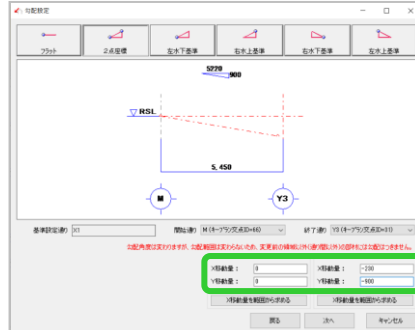 勾配設定
フラット 2点座標 左水下基準 右水上基準 右水下基準 左水上基準
5220
900
RSL
5,450
M Y3
基準設定通り X3 開始通り M (キープラン交点ID=66) 終了通り Y3 (キープラン交点ID=31)
X移動量： 0 X移動量： -230
Y移動量： 0 Y移動量： -900
X移動量を範囲から求める X移動量を範囲から求める
戻る 次へ キャンセル